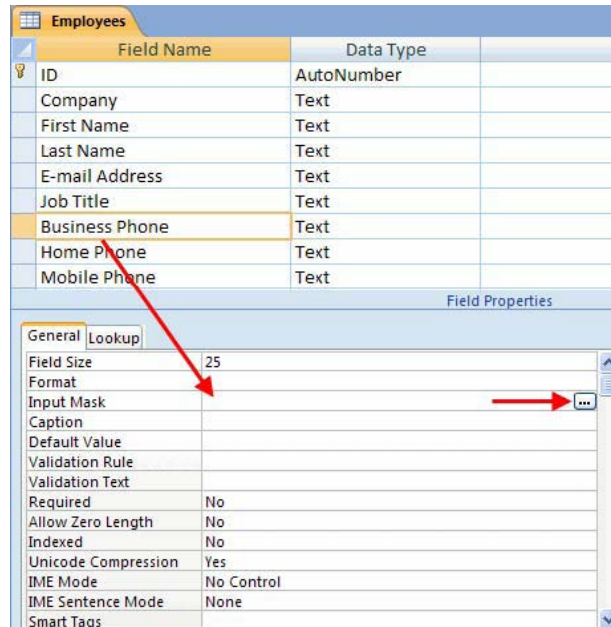 Employees
Field Name Data Type
ID AutoNumber
Company Text
First Name Text
Last Name Text
E-mail Address Text
Job Title Text
Business Phone Text
Home Phone Text
Mobile Phone Text
Field Properties
General Lookup
Field Size 25
Format
Input Mask ...
Caption
Default Value
Validation Rule
Validation Text
Required No
Allow Zero Length No
Indexed No
Unicode Compression Yes
IME Mode No Control
IME Sentence Mode None
Smart Tags